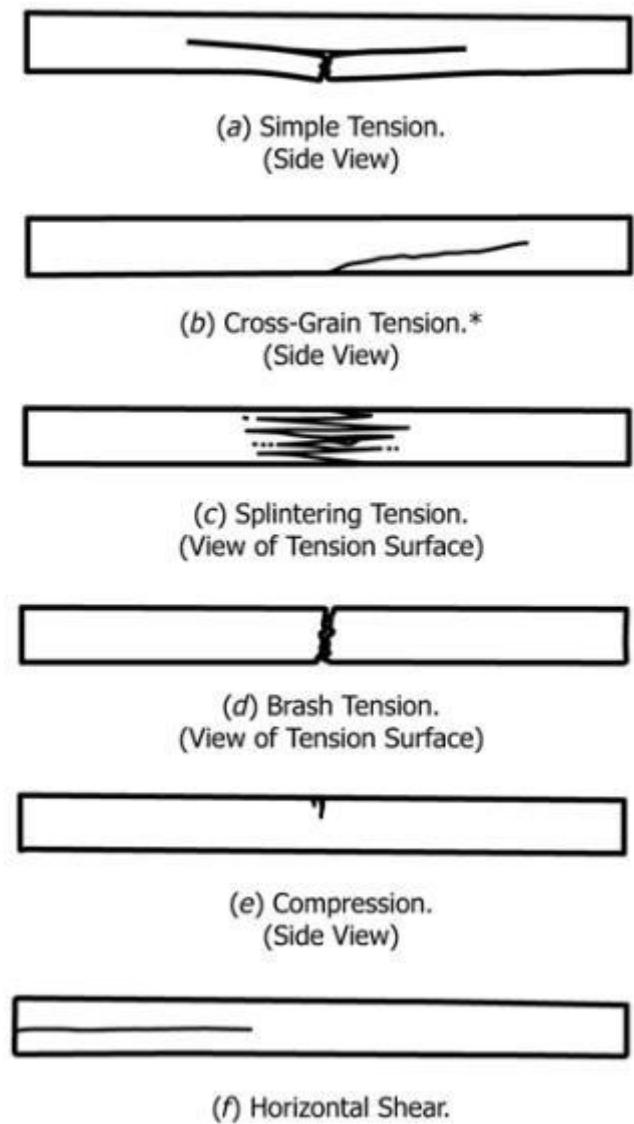 (a) Simple Tension.
(Side View)
(b) Cross-Grain Tension.*
(Side View)
(c) Splintering Tension.
(View of Tension Surface)
(d) Brash Tension.
(View of Tension Surface)
(e) Compression.
(Side View)
(f) Horizontal Shear.